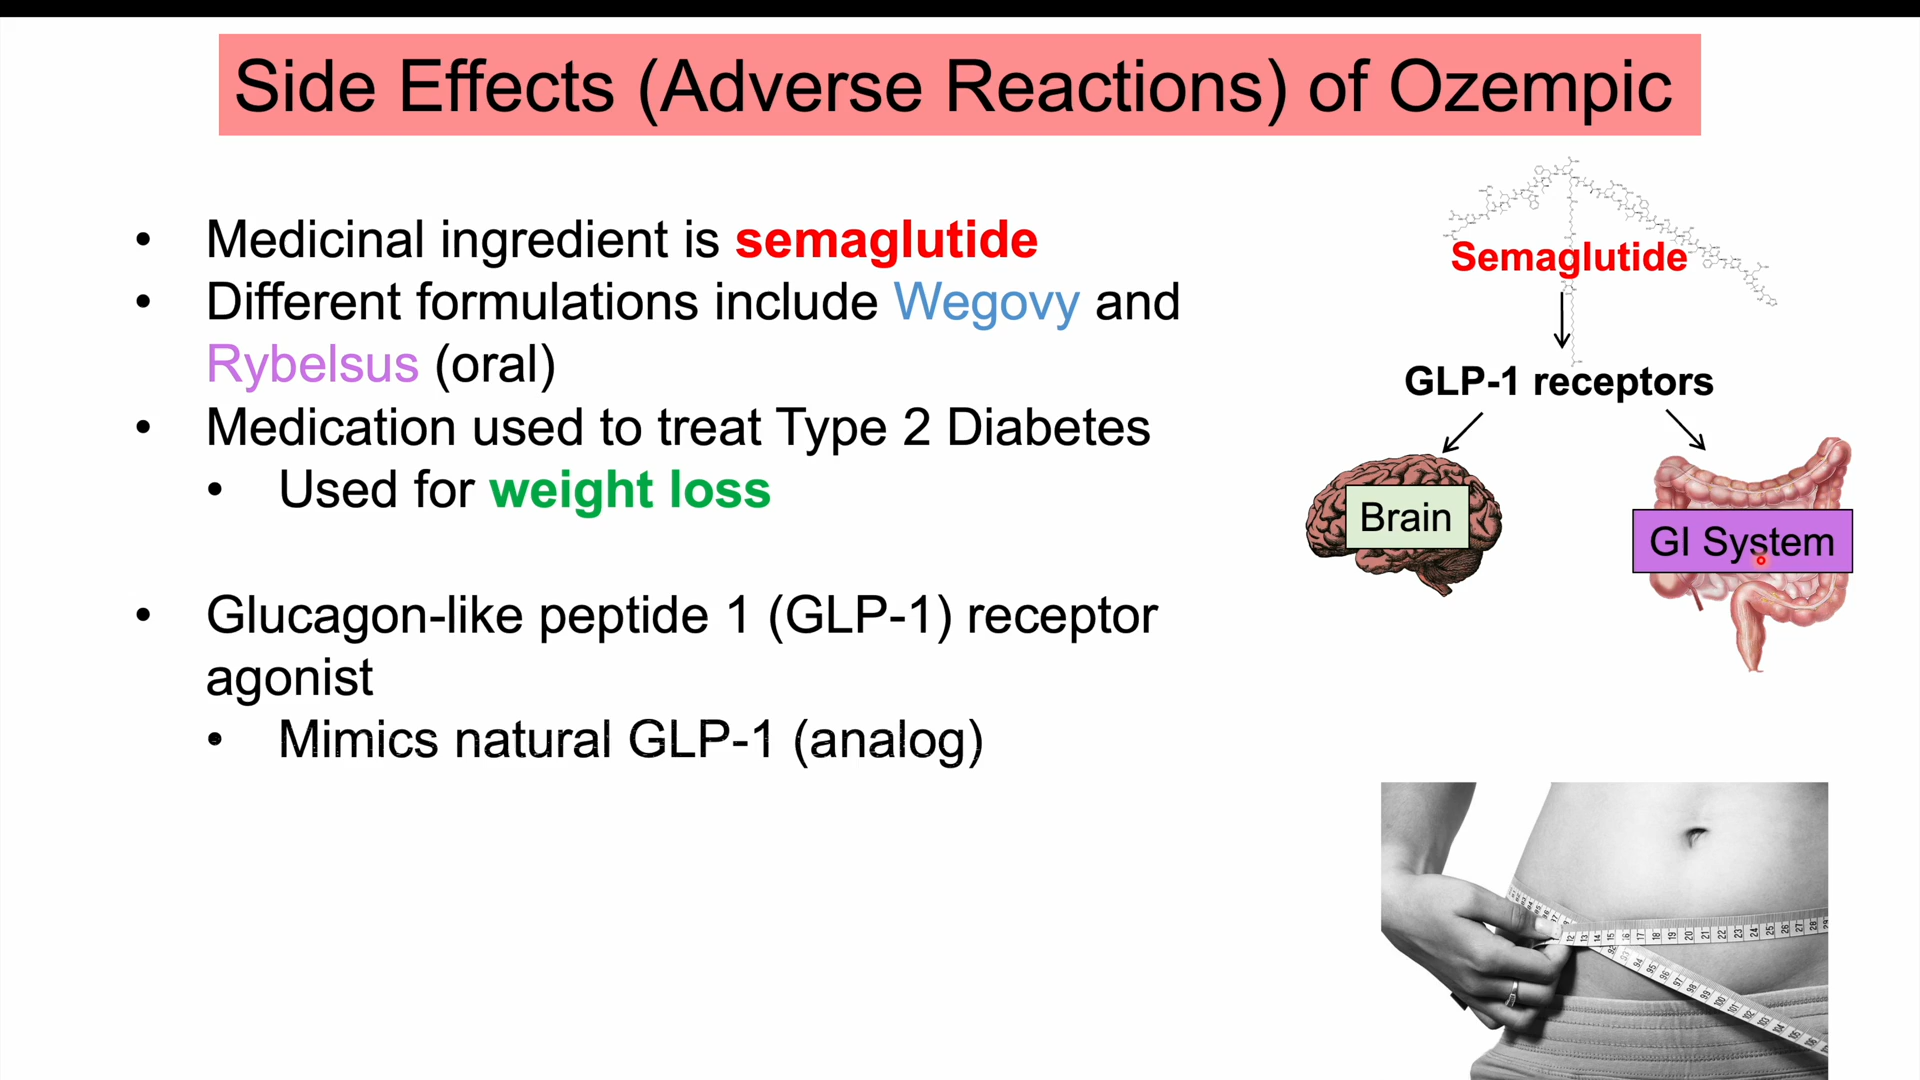 Side Effects (Adverse Reactions) of Ozempic
• Medicinal ingredient is semaglutide
• Different formulations include Wegovy and
Rybelsus (oral)
• Medication used to treat Type 2 Diabetes
• Used for weight loss
• Glucagon-like peptide 1 (GLP-1) receptor
agonist
• Mimics natural GLP-1 (analog)
Semaglutide
GLP-1 receptors
Brain
GI System